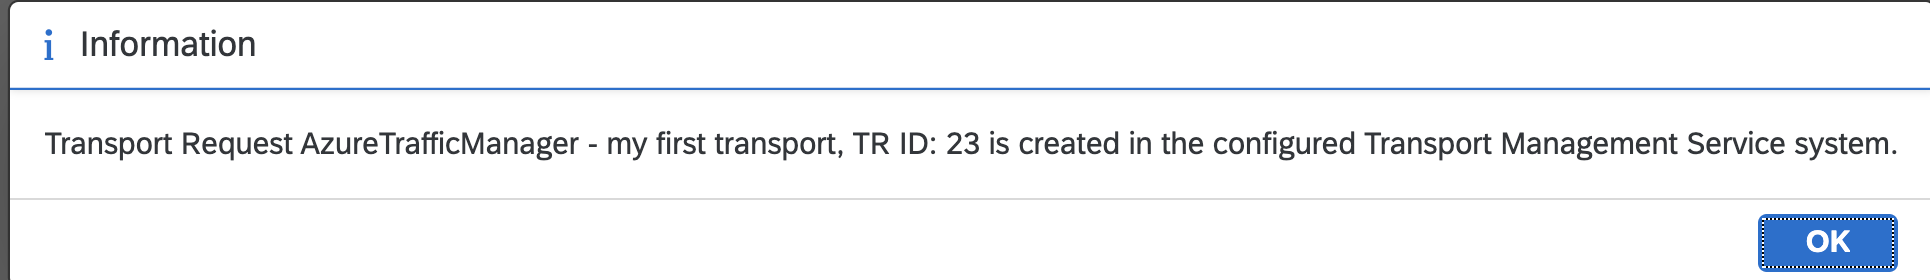 Information
Transport Request AzureTrafficManager - my first transport, TR ID: 23 is created in the configured Transport Management Service system.
OK